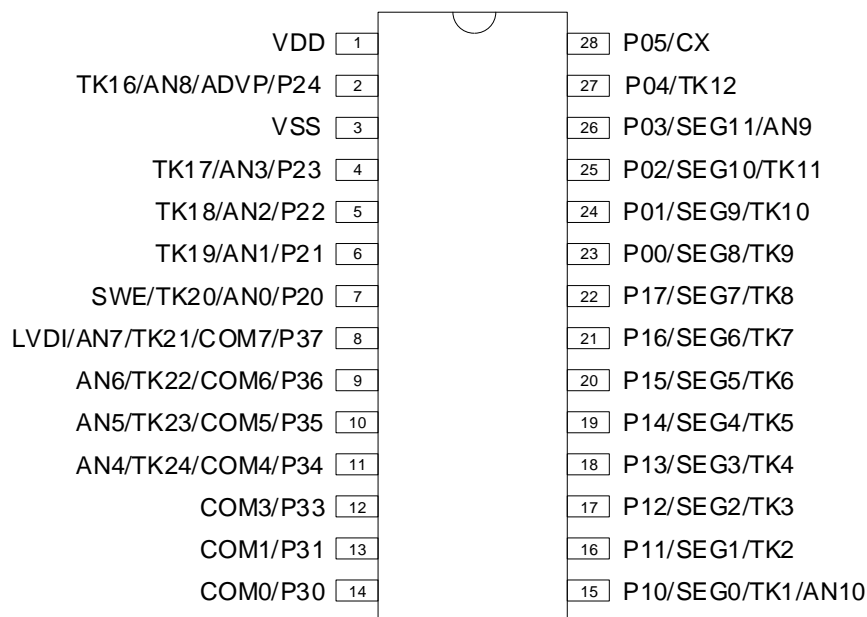 VDD 1 28 P05/CX
TK16/AN8/ADVP/P24 2 27 P04/TK12
VSS 3 26 P03/SEG11/AN9
TK17/AN3/P23 4 25 P02/SEG10/TK11
TK18/AN2/P22 5 24 P01/SEG9/TK10
TK19/AN1/P21 6 23 P00/SEG8/TK9
SWE/TK20/AN0/P20 7 22 P17/SEG7/TK8
LVDI/AN7/TK21/COM7/P37 8 21 P16/SEG6/TK7
AN6/TK22/COM6/P36 9 20 P15/SEG5/TK6
AN5/TK23/COM5/P35 10 19 P14/SEG4/TK5
AN4/TK24/COM4/P34 11 18 P13/SEG3/TK4
COM3/P33 12 17 P12/SEG2/TK3
COM1/P31 13 16 P11/SEG1/TK2
COM0/P30 14 15 P10/SEG0/TK1/AN10